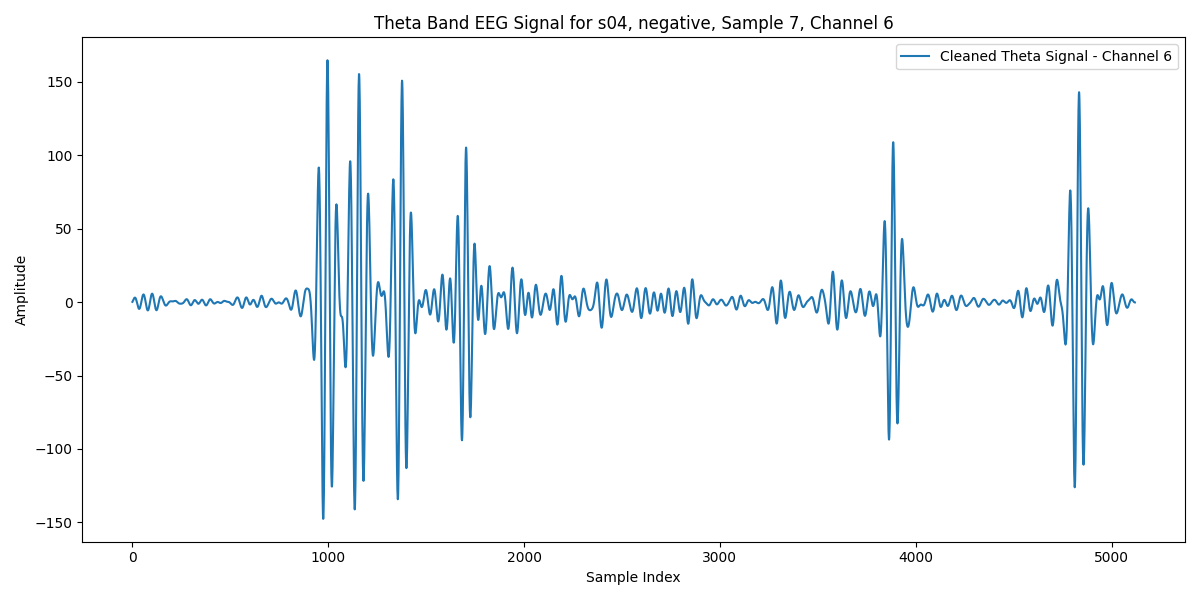 Theta Band EEG Signal for s04, negative, Sample 7, Channel 6
Cleaned Theta Signal - Channel 6
150
100
50
0
−50
−100
−150
Amplitude
0 1000 2000 3000 4000 5000
Sample Index